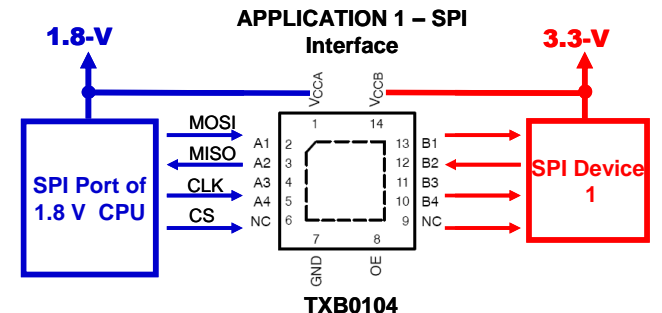 APPLICATION 1 – SPI
Interface
1.8-V
3.3-V
VCCA
VCCB
1
14
MOSI
A1
2
13
B1
MISO
A2
3
12
B2
CLK
A3
4
11
B3
A4
5
10
B4
CS
NC
6
9
NC
7
8
GND
OE
SPI Port of
1.8 V CPU
SPI Device
1
TXB0104